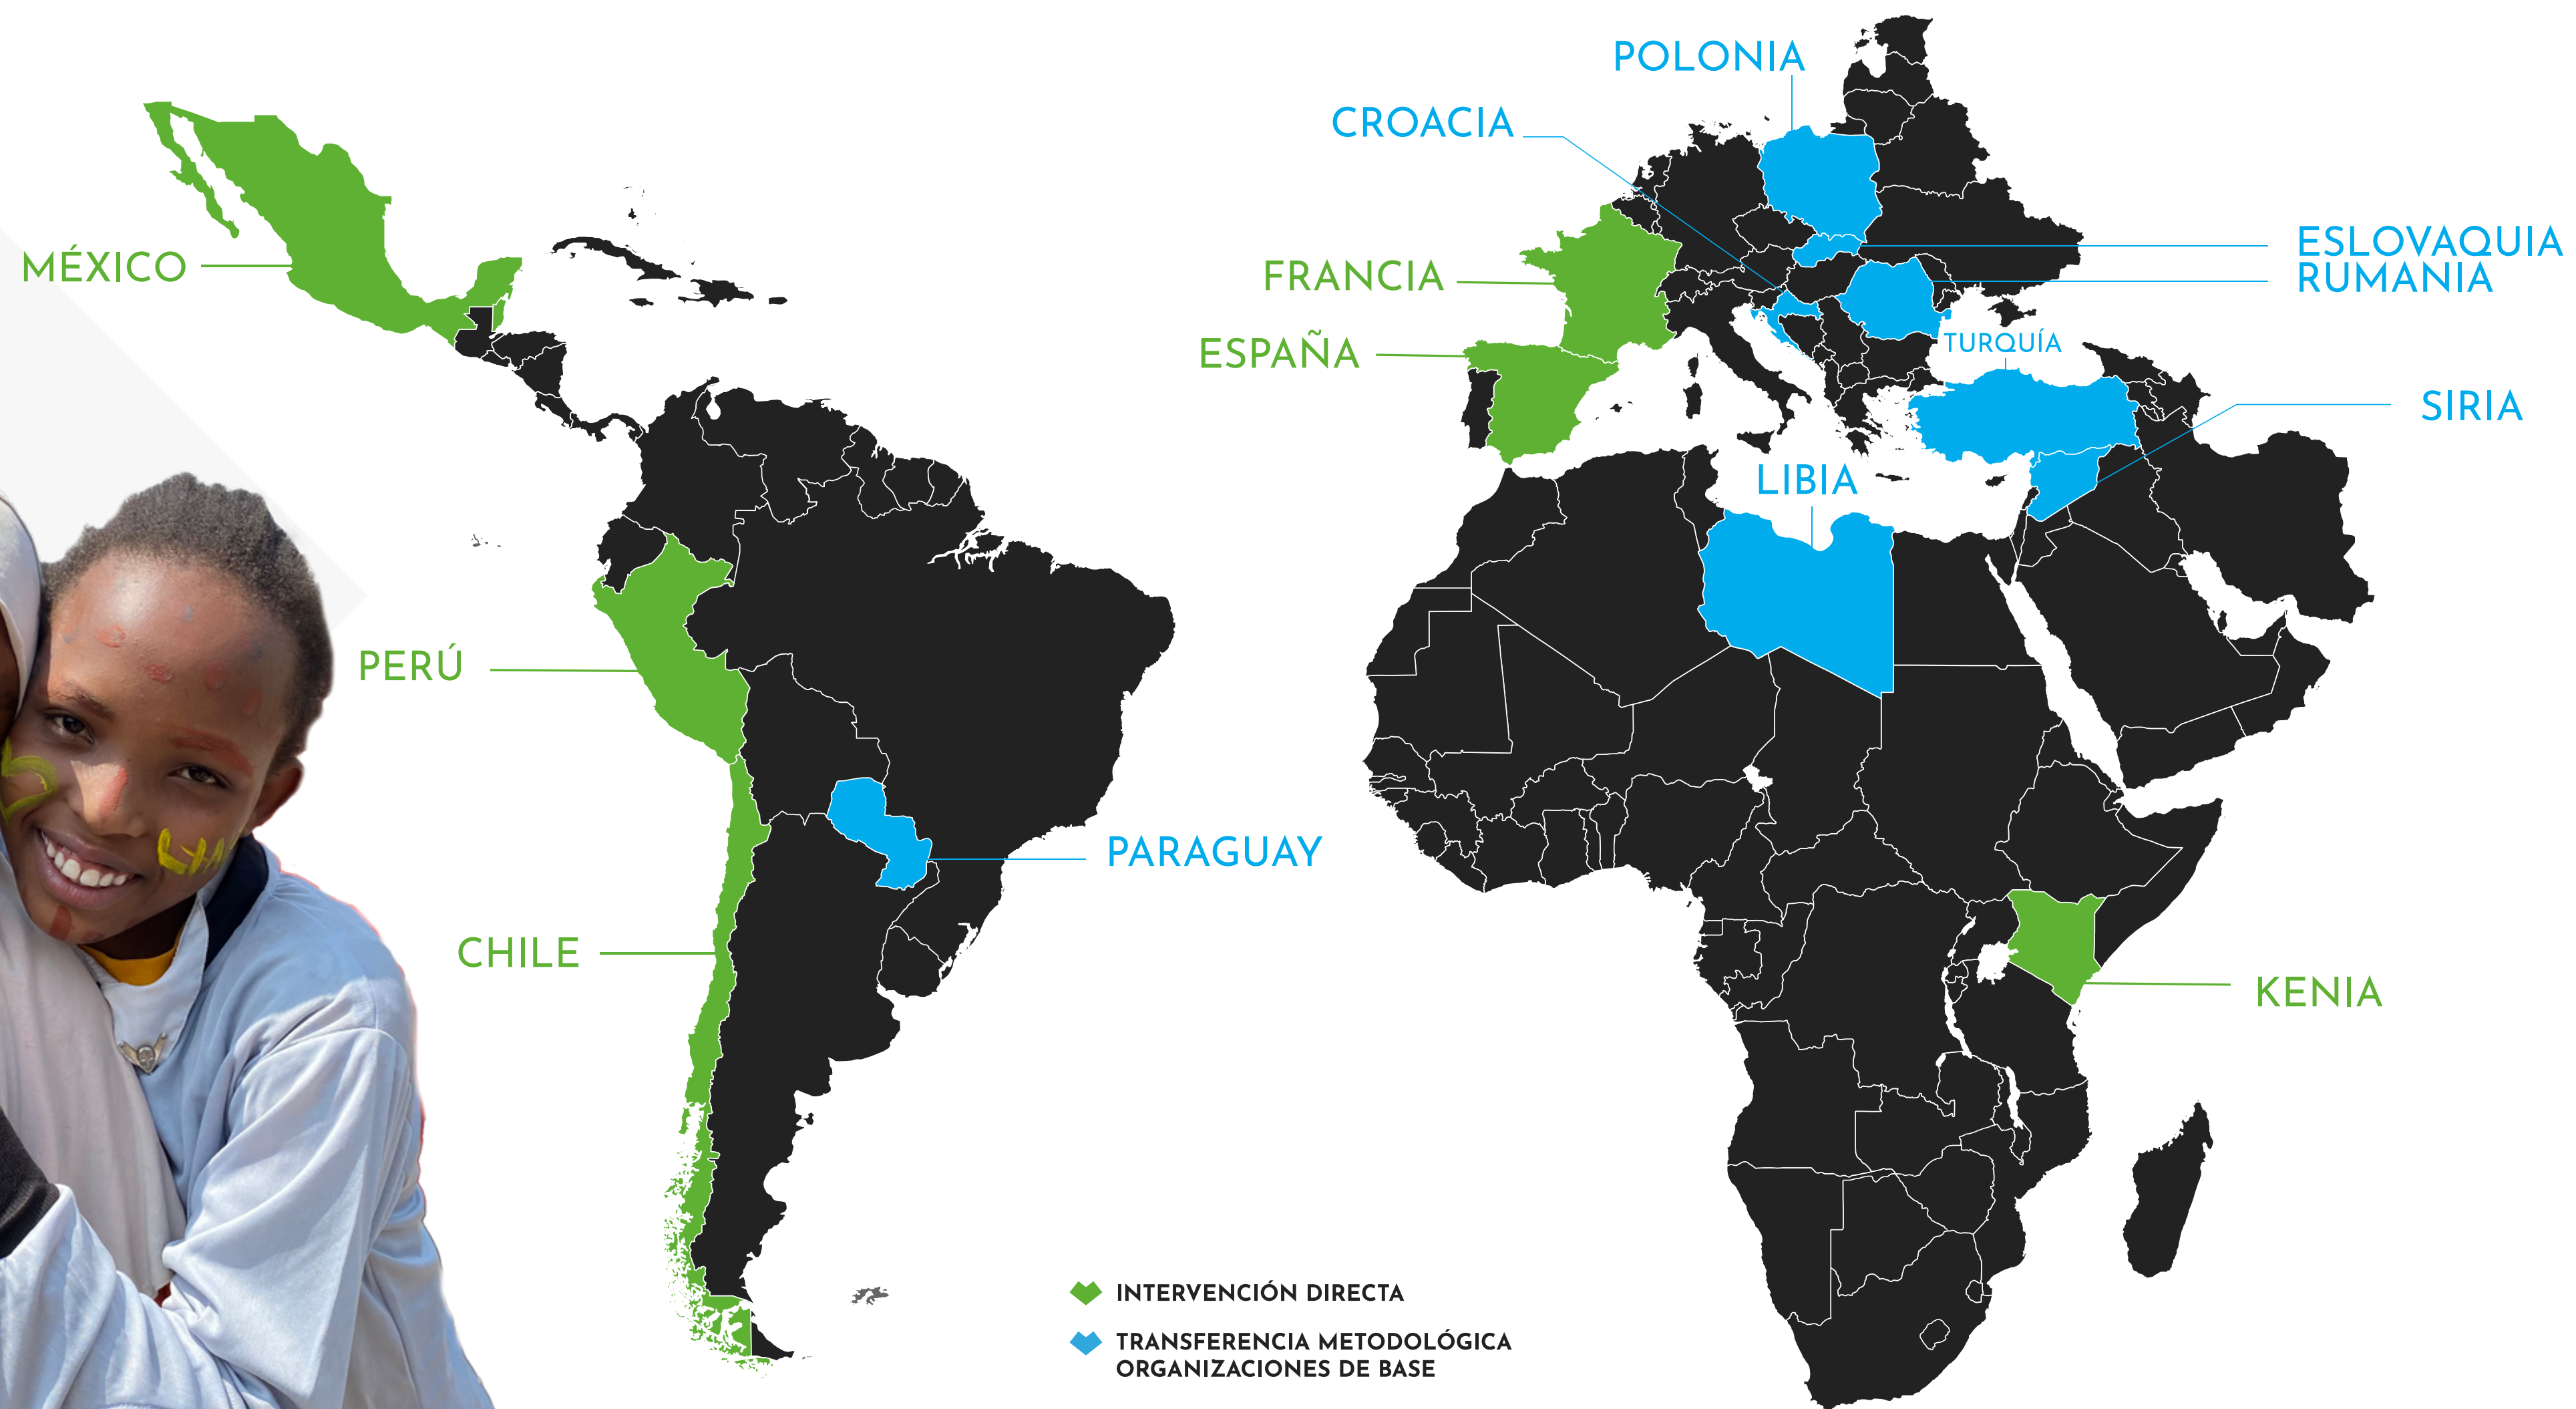 POLONIA
CROACIA
MÉXICO
FRANCIA
ESLOVAQUIA
RUMANIA
ESPAÑA
TURQUÍA
SIRIA
LIBIA
PERÚ
PARAGUAY
CHILE
KENIA
INTERVENCIÓN DIRECTA
TRANSFERENCIA METODOLÓGICA
ORGANIZACIONES DE BASE